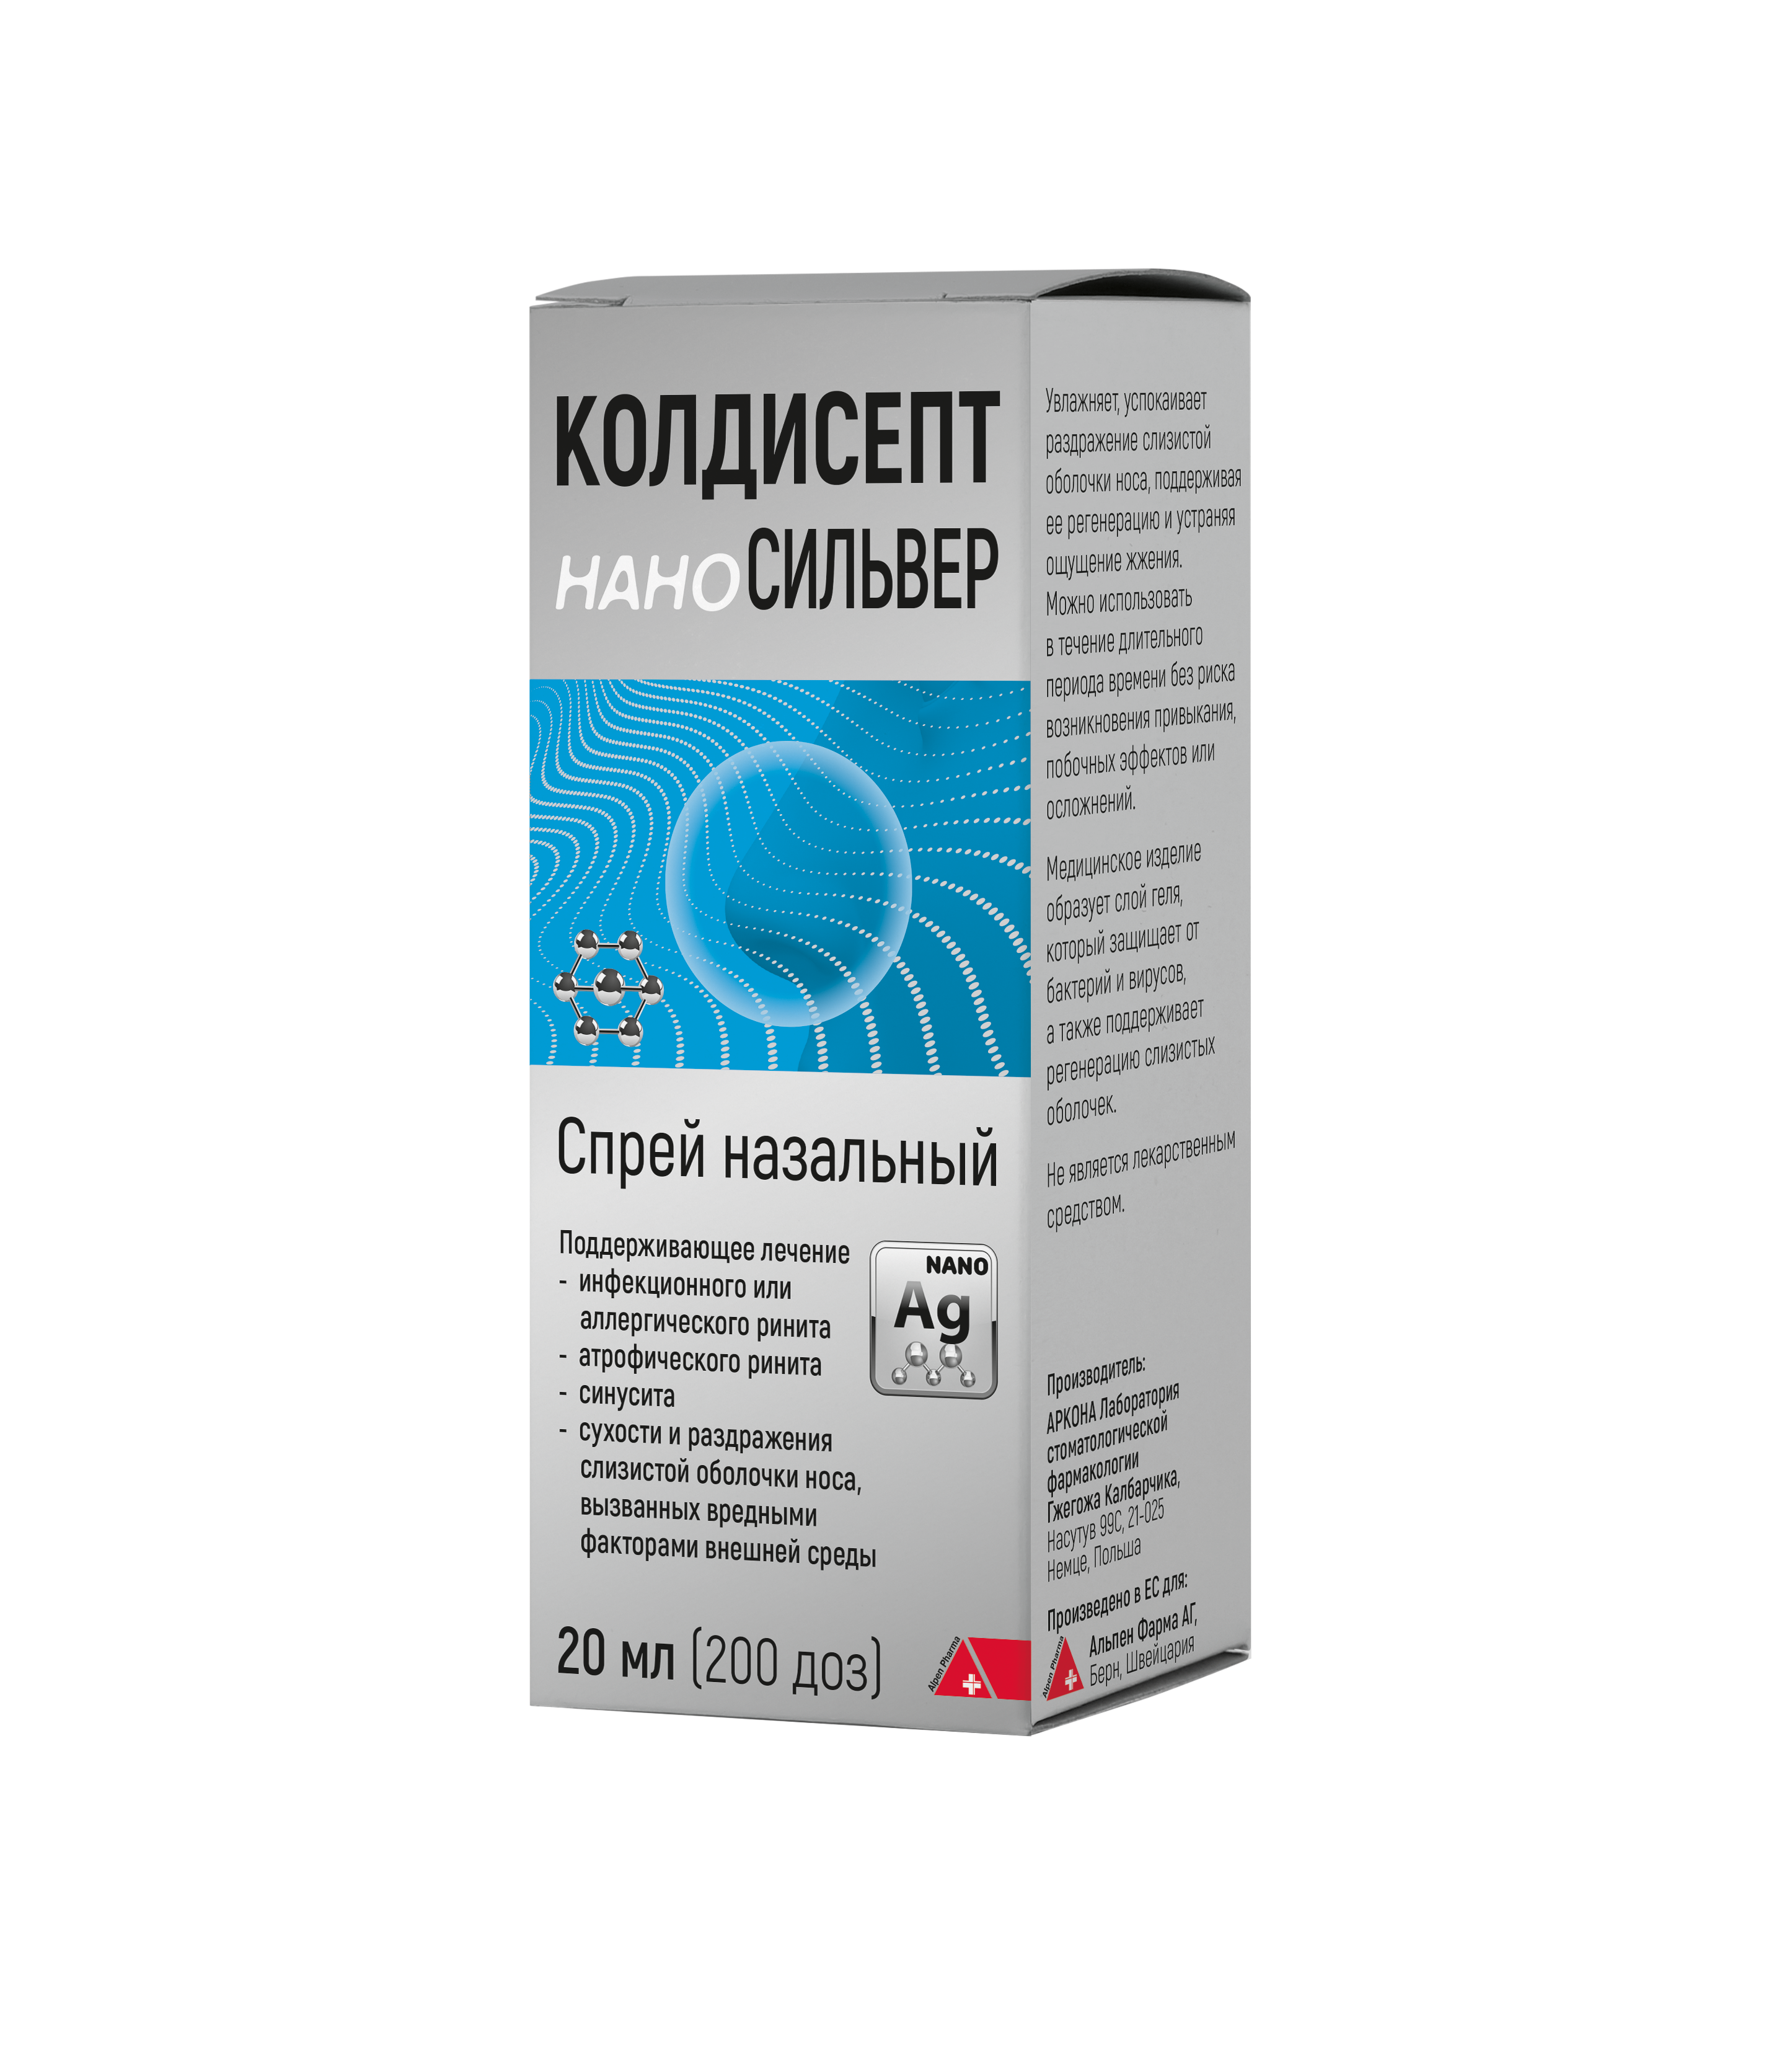 КОЛДИСЕПТ
НАНО СИЛЬВЕР
Спрей назальный
Поддерживающее лечение
- инфекционного или
аллергического ринита
- атрофического ринита
- синусита
- сухости и раздражения
слизистой оболочки носа,
вызванных вредными
факторами внешней среды
NANO
Ag
20 мл (200 доз)
Alpen Pharma
Увлажняет, успокаивает
раздражение слизистой
оболочки носа, поддерживая
ее регенерацию и устраняя
ощущение жжения.
Можно использовать
в течение длительного
периода времени без риска
возникновения привыкания,
побочных эффектов или
осложнений.
Медицинское изделие
образует слой геля,
который защищает от
бактерий и вирусов,
а также поддерживает
регенерацию слизистых
оболочек.
Не является лекарственным
средством.
Производитель:
АРКОНА Лаборатория
стоматологической
фармакологии
Гжегожа Калбарчика,
Насутув 99С, 21-025
Немце, Польша
Произведено в ЕС для:
Alpen Pharma
Альпен Фарма АГ,
Берн, Швейцария